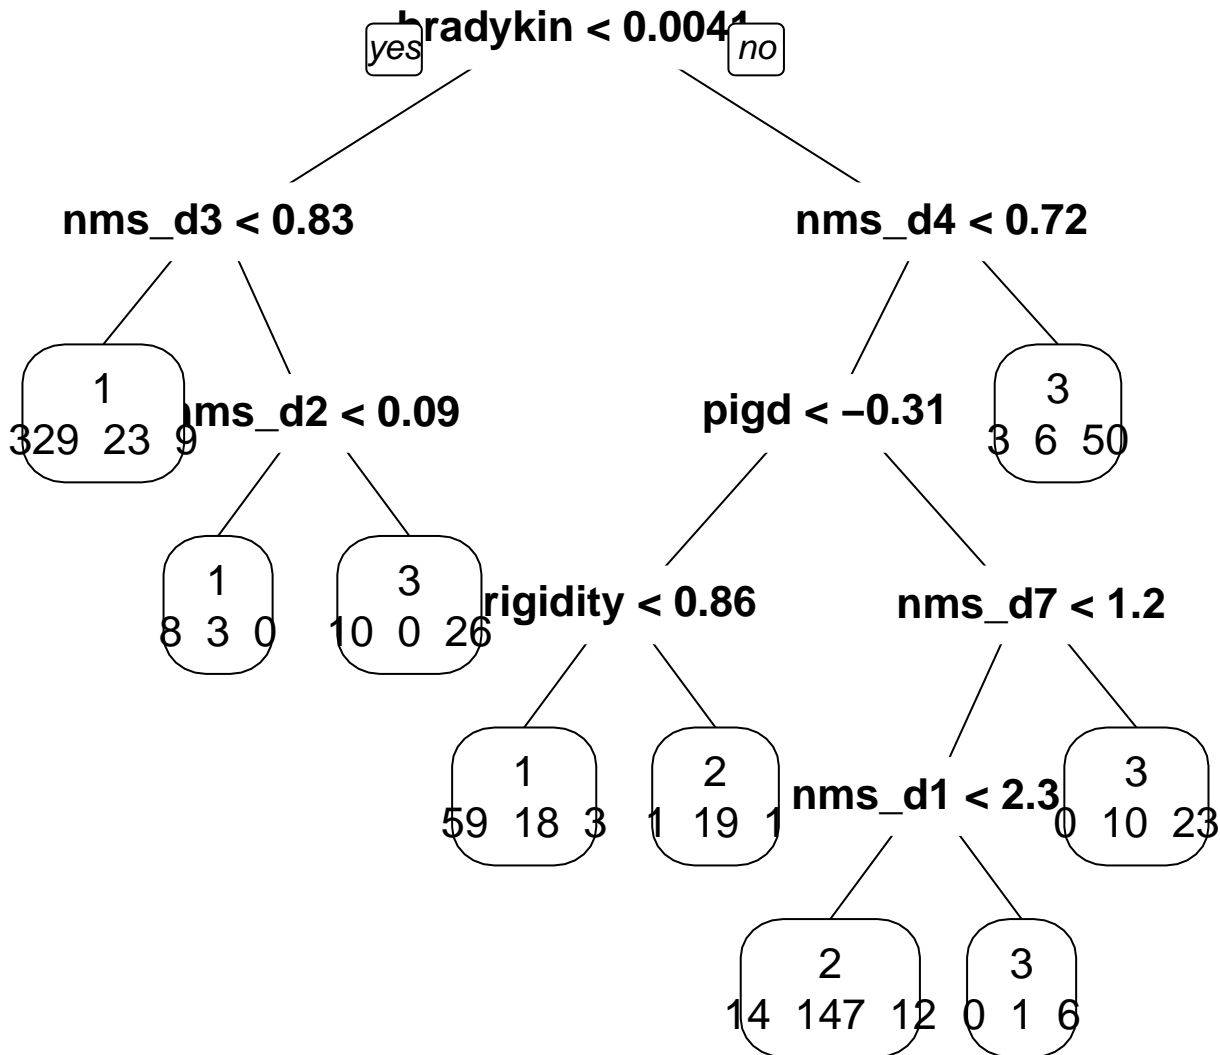 bradykin < 0.0041
yes no
nms_d3 < 0.83 nms_d4 < 0.72
1
329 23 9
nms_d2 < 0.09
pigd < −0.31
3
3 6 50
1
8 3 0
3
10 0 26
rigidity < 0.86
nms_d7 < 1.2
1
59 18 3
2
1 19 1
nms_d1 < 2.3
3
0 10 23
2
14 147 12
3
0 1 6